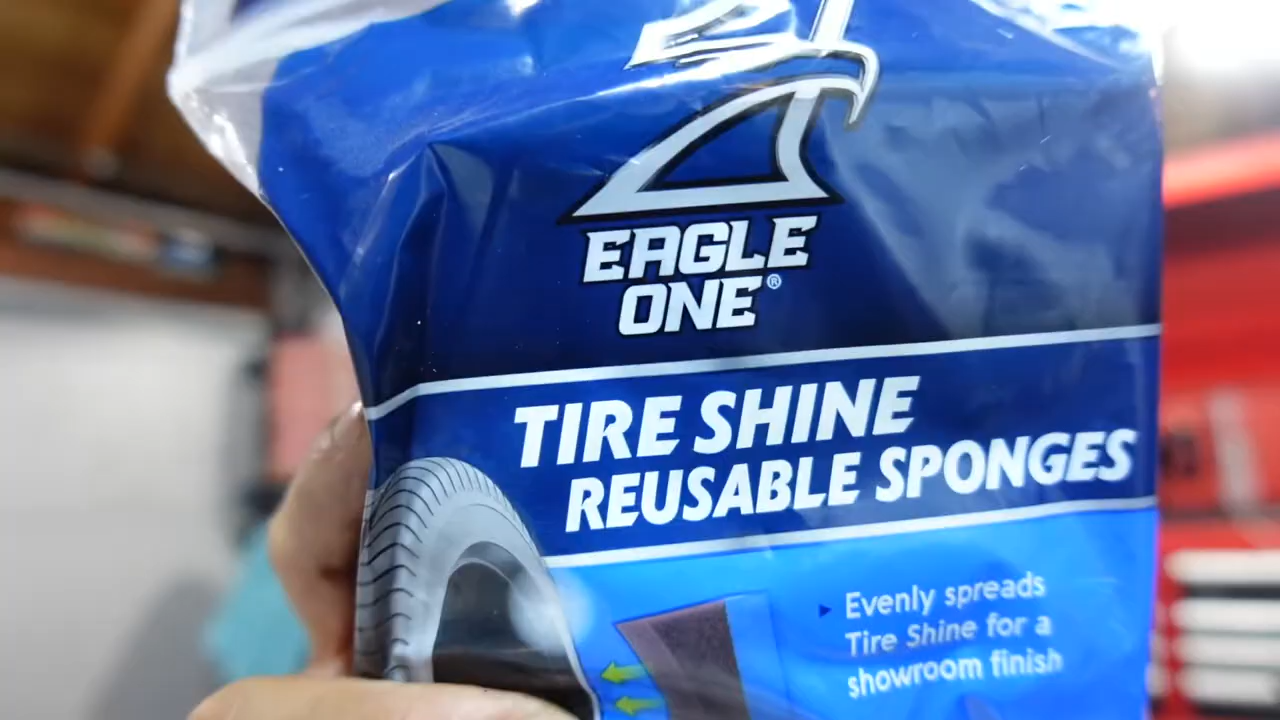 EAGLE
ONE®
TIRE SHINE
REUSABLE SPONGES
Evenly spreads
Tire Shine for a
showroom finish